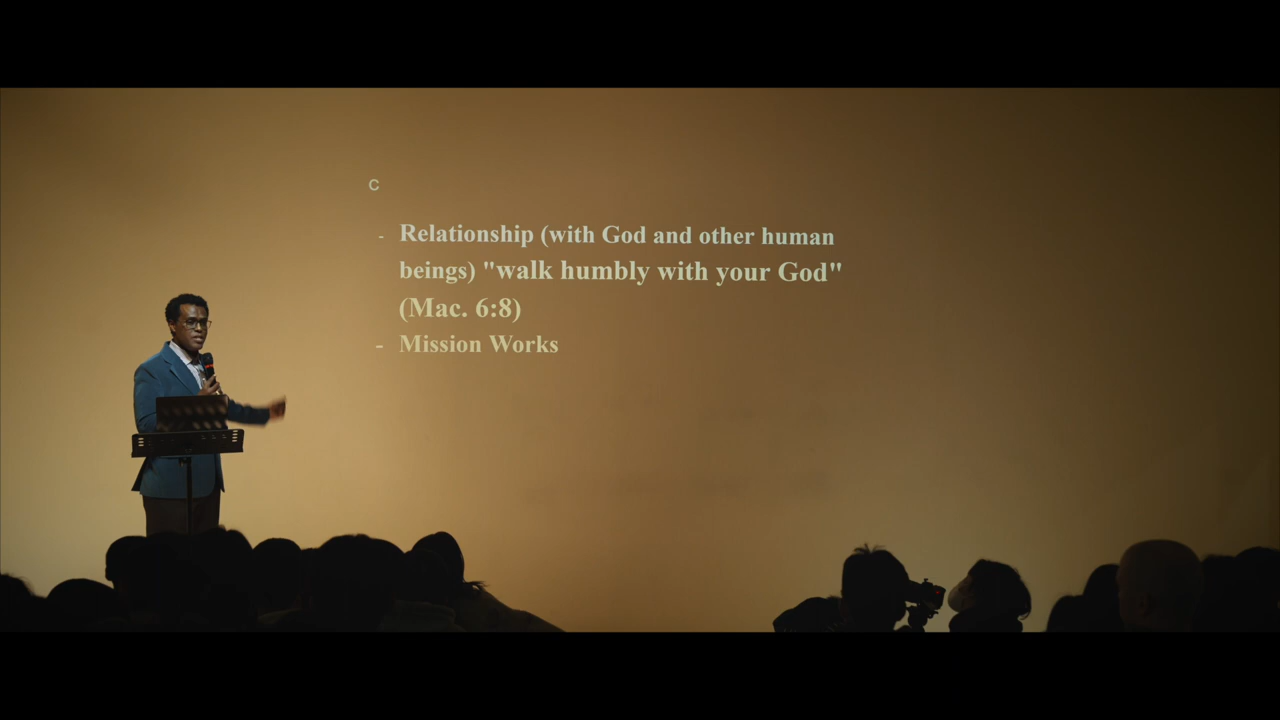 C
- Relationship (with God and other human
beings) "walk humbly with your God"
(Mac. 6:8)
- Mission Works